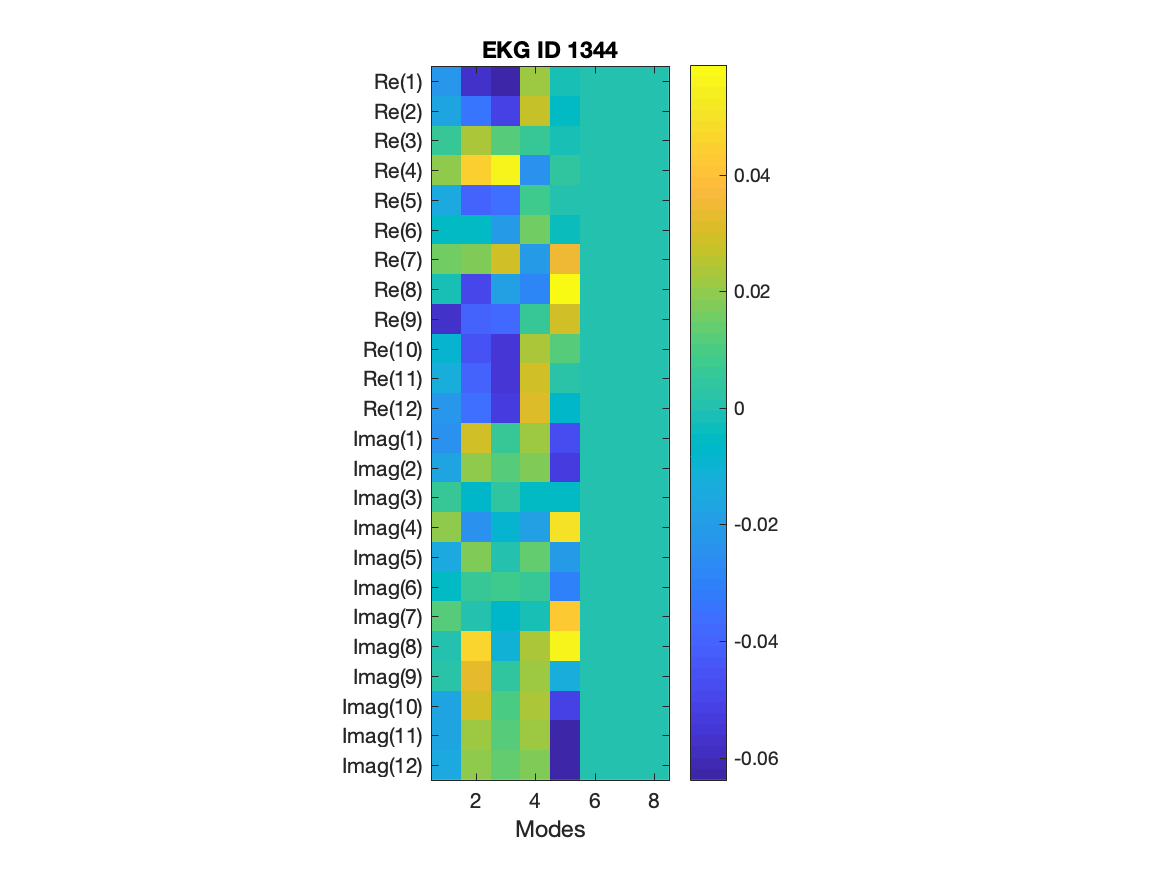 EKG ID 1344
Re(1)
Re(2)
Re(3)
Re(4)
Re(5)
Re(6)
Re(7)
Re(8)
Re(9)
Re(10)
Re(11)
Re(12)
Imag(1)
Imag(2)
Imag(3)
Imag(4)
Imag(5)
Imag(6)
Imag(7)
Imag(8)
Imag(9)
Imag(10)
Imag(11)
Imag(12)
2 4 6 8
Modes
0.04
0.02
0
-0.02
-0.04
-0.06